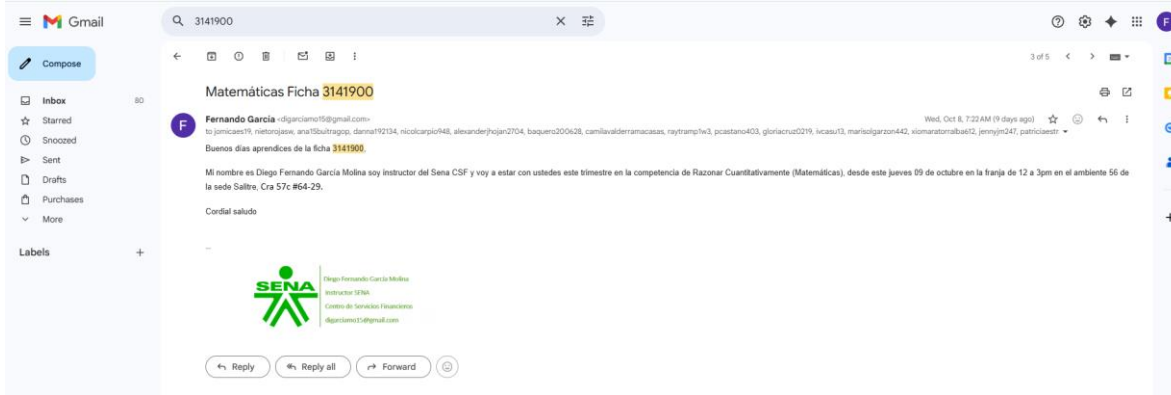 Gmail
3141900
Compose
3 of 5
Matemáticas Ficha 3141900
Inbox 80
Starred
Snoozed
Sent
Drafts
Purchases
More
Labels
F
Fernando García <digarciamo15@gmail.com>
Wed, Oct 8, 7:22 AM (9 days ago)
to jomicaes19, nietorojasw, ana15buitragop, danna192134, nicolcarpio948, alexanderjhojan2704, baquero200628, camilavalderramacasas, raytramp1w3, pcastano403, gloriacruz0219, ivcasu13, marisolgarzon442, xiomaratorralba612, jennyjm247, patriciaestr
Buenos días aprendices de la ficha 3141900,
Mi nombre es Diego Fernando García Molina soy instructor del Sena CSF y voy a estar con ustedes este trimestre en la competencia de Razonar Cuantitativamente (Matemáticas), desde este jueves 09 de octubre en la franja de 12 a 3pm en el ambiente 56 de
la sede Salitre, Cra 57c #64-29.
Cordial saludo
...
SENA
Diego Fernando García Molina
Instructor SENA
Centro de Servicios Financieros
digarciamo15@gmail.com
Reply
Reply all
Forward
F